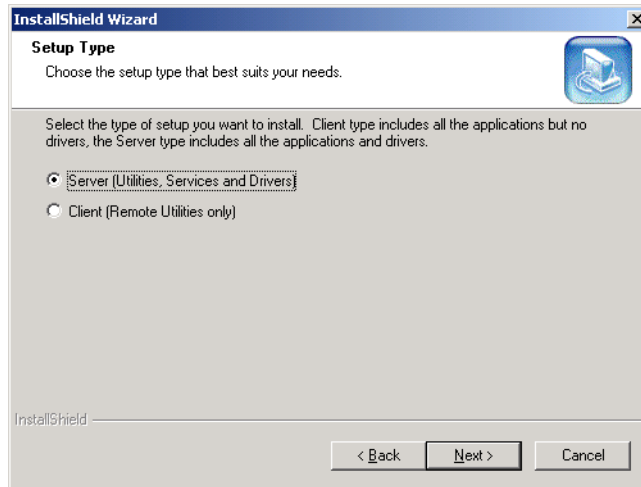 InstallShield Wizard
Setup Type
Choose the setup type that best suits your needs.
Select the type of setup you want to install. Client type includes all the applications but no
drivers, the Server type includes all the applications and drivers.
Server (Utilities, Services and Drivers)
Client (Remote Utilities only)
InstallShield
< Back Next > Cancel